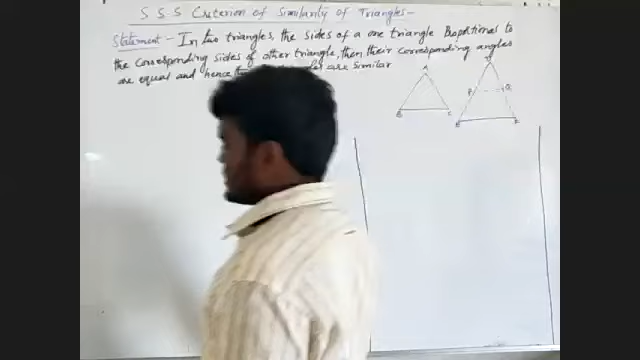 S S S Criterion of Similarity of Triangles-
Statement - In two triangles, the sides of a one triangle Propotional to
the corresponding sides of other triangle, then their corresponding angles
are equal and hence are similar
A
B
C
P
Q
E
F